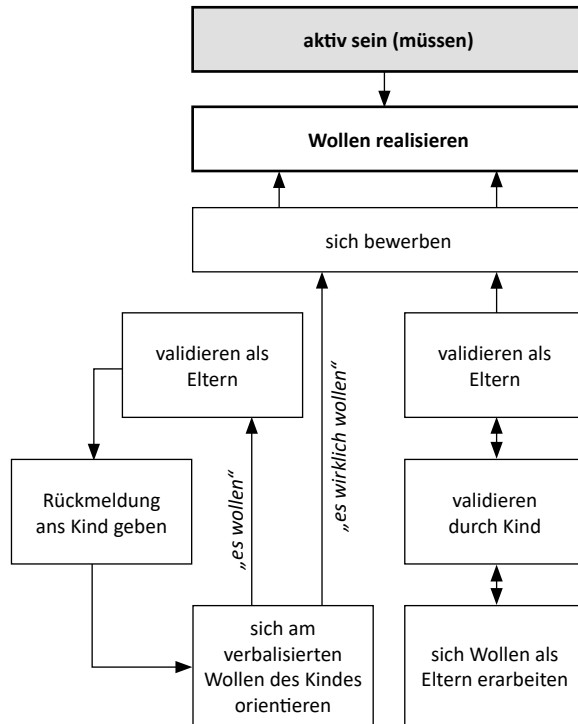 aktiv sein (müssen)
Wollen realisieren
sich bewerben
validieren als
Eltern
validieren als
Eltern
„es wollen“
„es wirklich wollen“
Rückmeldung
ans Kind geben
validieren
durch Kind
sich am
verbalisierten
Wollen des Kindes
orientieren
sich Wollen als
Eltern erarbeiten